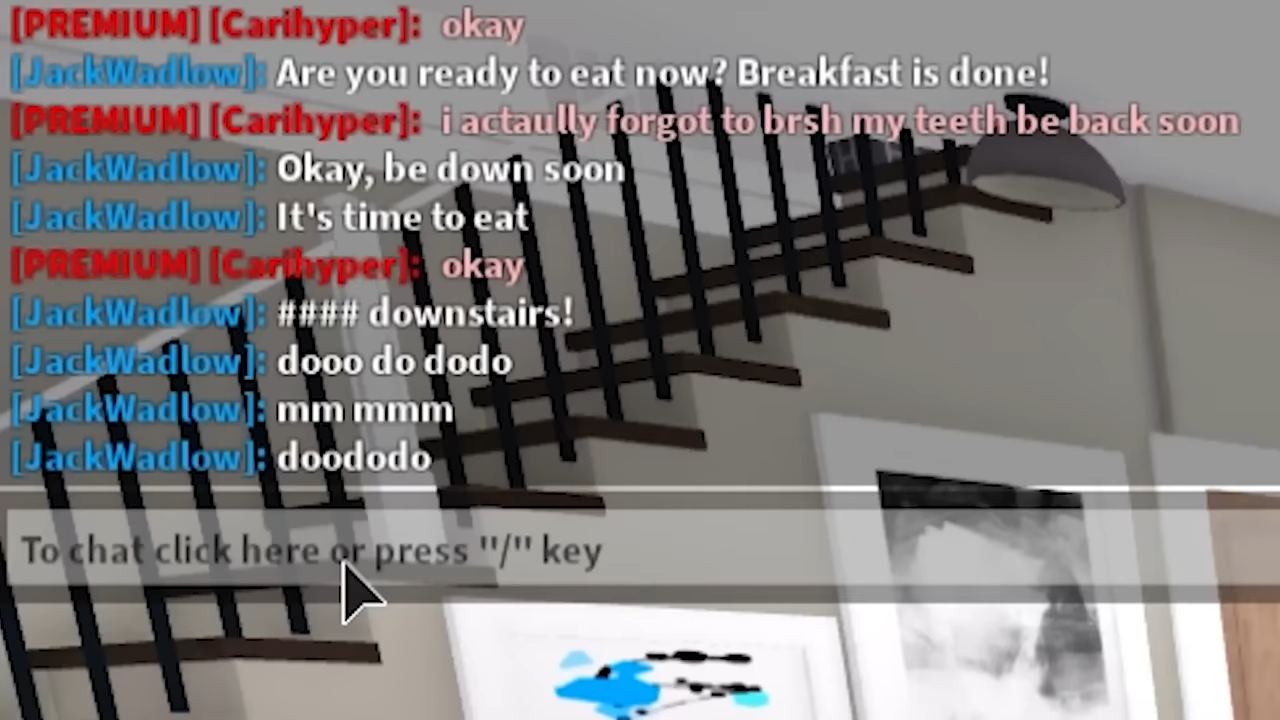 [PREMIUM] [Carihyper]: okay
[JackWadlow]: Are you ready to eat now? Breakfast is done!
[PREMIUM] [Carihyper]: i actaully forgot to brsh my teeth be back soon
[JackWadlow]: Okay, be down soon
[JackWadlow]: It's time to eat
[PREMIUM] [Carihyper]: okay
[JackWadlow]: #### downstairs!
[JackWadlow]: dooo do dodo
[JackWadlow]: mm mmm
[JackWadlow]: doododo
To chat click here or press "/" key